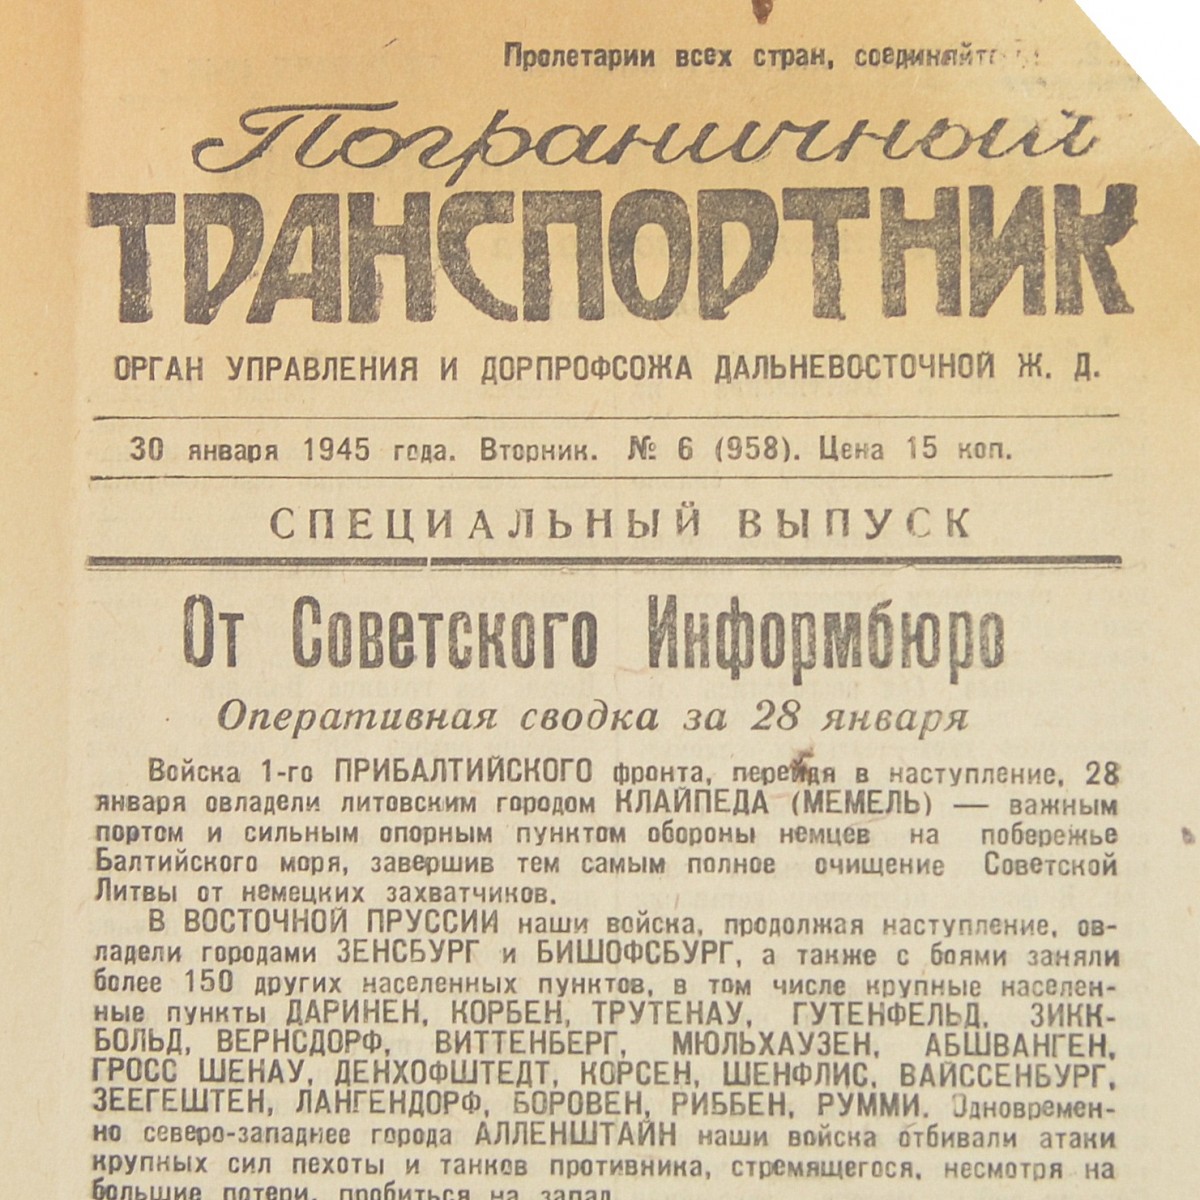 Пролетарии всех стран, соединяйт
Пограничный
ТРАНСПОРТНИК
ОРГАН УПРАВЛЕНИЯ И ДОРПРОФСОЖА ДАЛЬНЕВОСТОЧНОЙ Ж. Д.
30 января 1945 года. Вторник. № 6 (958). Цена 15 коп.
СПЕЦИАЛЬНЫЙ ВЫПУСК
От Советского Информбюро
Оперативная сводка за 28 января
Войска 1-го ПРИБАЛТИЙСКОГО фронта, перейдя в наступление, 28
января овладели литовским городом КЛАЙПЕДА (МЕМЕЛЬ) — важным
портом и сильным опорным пунктом обороны немцев на побережье
Балтийского моря, завершив тем самым полное очищение Советской
Литвы от немецких захватчиков.
В ВОСТОЧНОЙ ПРУССИИ наши войска, продолжая наступление, ов-
ладели городами ЗЕНСБУРГ и БИШОФСБУРГ, а также с боями заняли
более 150 других населенных пунктов, в том числе крупные населен-
ные пункты ДАРИНЕН, КОРБЕН, ТРУТЕНАУ, ГУТЕНФЕЛЬД, ЗИКК-
БОЛЬД, ВЕРНСДОРФ, ВИТТЕНБЕРГ, МЮЛЬХАУЗЕН, АБШВАНГЕН,
ГРОСС ШЕНАУ, ДЕНХОФШТЕДТ, КОРСЕН, ШЕНФЛИС, ВАЙССЕНБУРГ,
ЗЕЕГЕШТЕН, ЛАНГЕНДОРФ, БОРОВЕН, РИББЕН, РУММИ. Одновремен-
но северо-западнее города АЛЛЕНШТАЙН наши войска отбивали атаки
крупных сил пехоты и танков противника, стремящегося, несмотря на
большие потери, пробиться на запад.